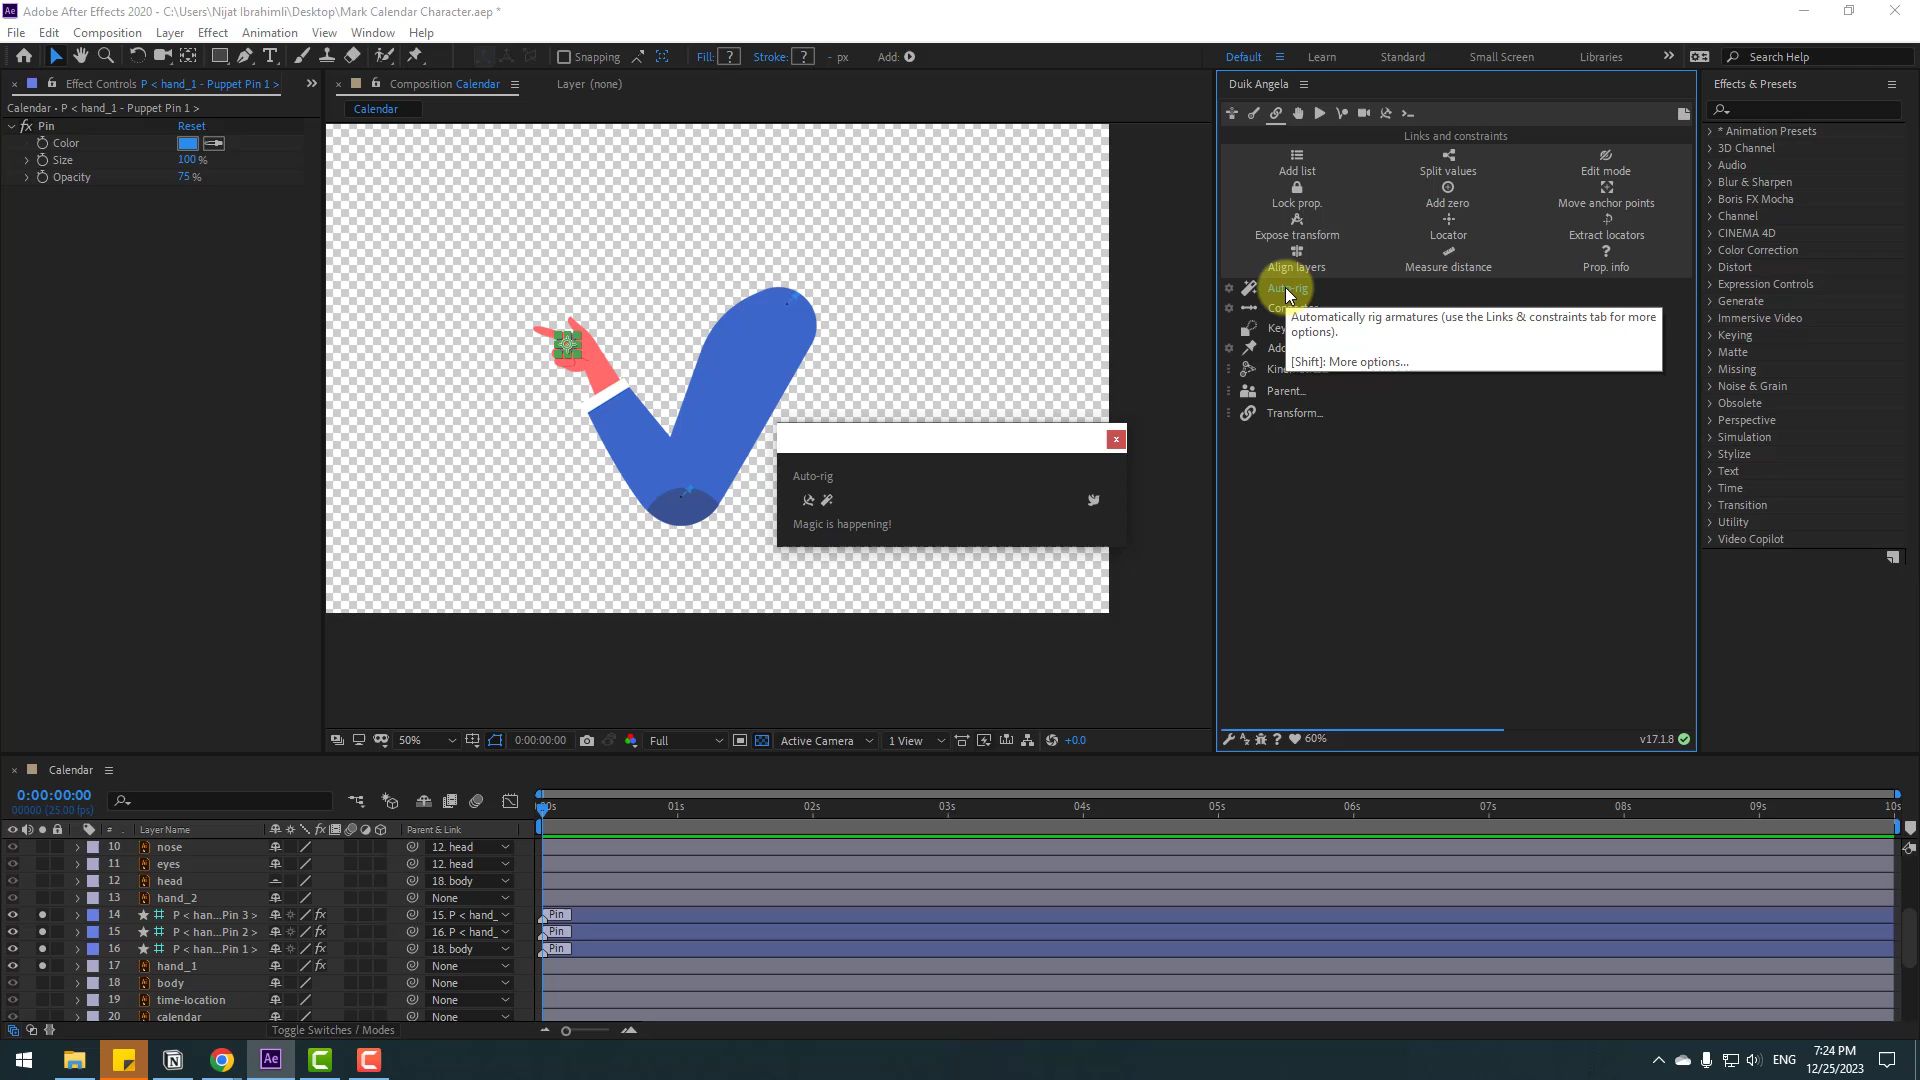 Adobe After Effects 2020 - C:\Users\Nijat Ibrahimli\Desktop\Mark Calendar Character.aep *
File Edit Composition Layer Effect Animation View Window Help
Snapping
Fill: ? Stroke: ? - px Add:
Default Learn Standard Small Screen Libraries Search Help
Effect Controls P < hand_1 - Puppet Pin 1 >
Calendar • P < hand_1 - Puppet Pin 1 >
fx Pin Reset
Color
Size 100 %
Opacity 75 %
Composition Calendar
Layer (none)
Calendar
Auto-rig
Magic is happening!
50% 0:00:00:00 Full Active Camera 1 View +0.0
Duik Angela
Links and constraints
Add list Split values Edit mode
Lock prop. Add zero Move anchor points
Expose transform Locator Extract locators
Align layers Measure distance Prop. info
Auto-rig
Automatically rig armatures (use the Links & constraints tab for more
options).
[Shift]: More options...
Parent...
Transform...
60% v17.1.8
Effects & Presets
* Animation Presets
3D Channel
Audio
Blur & Sharpen
Boris FX Mocha
Channel
CINEMA 4D
Color Correction
Distort
Expression Controls
Generate
Immersive Video
Keying
Matte
Missing
Noise & Grain
Obsolete
Perspective
Simulation
Stylize
Text
Time
Transition
Utility
Video Copilot
Calendar
0:00:00:00
00000 (25.00 fps)
# Layer Name Parent & Link
:00s 01s 02s 03s 04s 05s 06s 07s 08s 09s 10s
10 nose 12. head
11 eyes 12. head
12 head 18. body
13 hand_2 None
14 P < han...Pin 3 > fx 15. P < hand_ Pin
15 P < han...Pin 2 > fx 16. P < hand_ Pin
16 P < han...Pin 1 > fx 18. body Pin
17 hand_1 fx None
18 body None
19 time-location None
20 calendar None
Toggle Switches / Modes
ENG
7:24 PM
12/25/2023